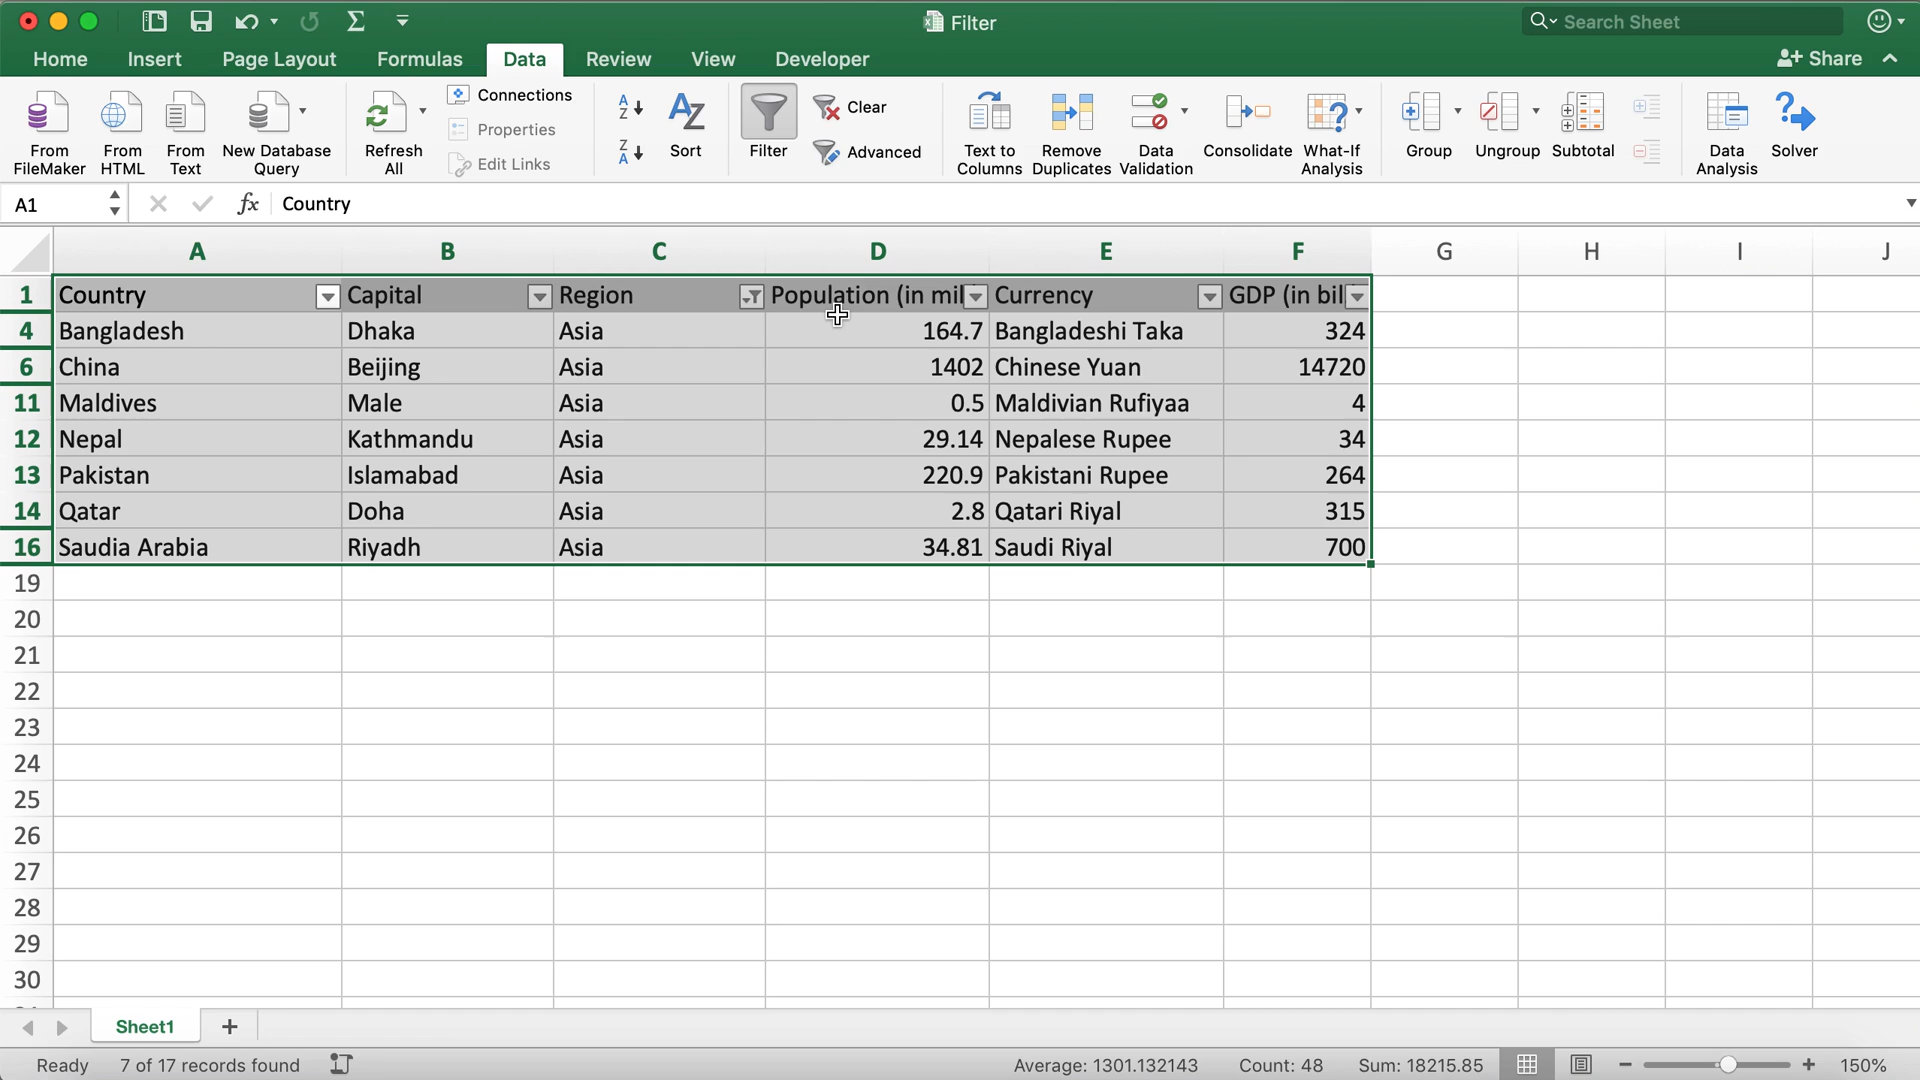 Filter
Search Sheet
Home Insert Page Layout Formulas Data Review View Developer Share
From FileMaker
From HTML
From Text
New Database Query
Refresh All
Connections
Properties
Edit Links
Sort
Filter
Clear
Advanced
Text to Columns
Remove Duplicates
Data Validation
Consolidate
What-If Analysis
Group
Ungroup
Subtotal
Data Analysis
Solver
A1 fx Country
A B C D E F G H I J
1 Country Capital Region Population (in mil Currency GDP (in bil
4 Bangladesh Dhaka Asia 164.7 Bangladeshi Taka 324
6 China Beijing Asia 1402 Chinese Yuan 14720
11 Maldives Male Asia 0.5 Maldivian Rufiyaa 4
12 Nepal Kathmandu Asia 29.14 Nepalese Rupee 34
13 Pakistan Islamabad Asia 220.9 Pakistani Rupee 264
14 Qatar Doha Asia 2.8 Qatari Riyal 315
16 Saudia Arabia Riyadh Asia 34.81 Saudi Riyal 700
19
20
21
22
23
24
25
26
27
28
29
30
Sheet1
Ready 7 of 17 records found Average: 1301.132143 Count: 48 Sum: 18215.85 150%